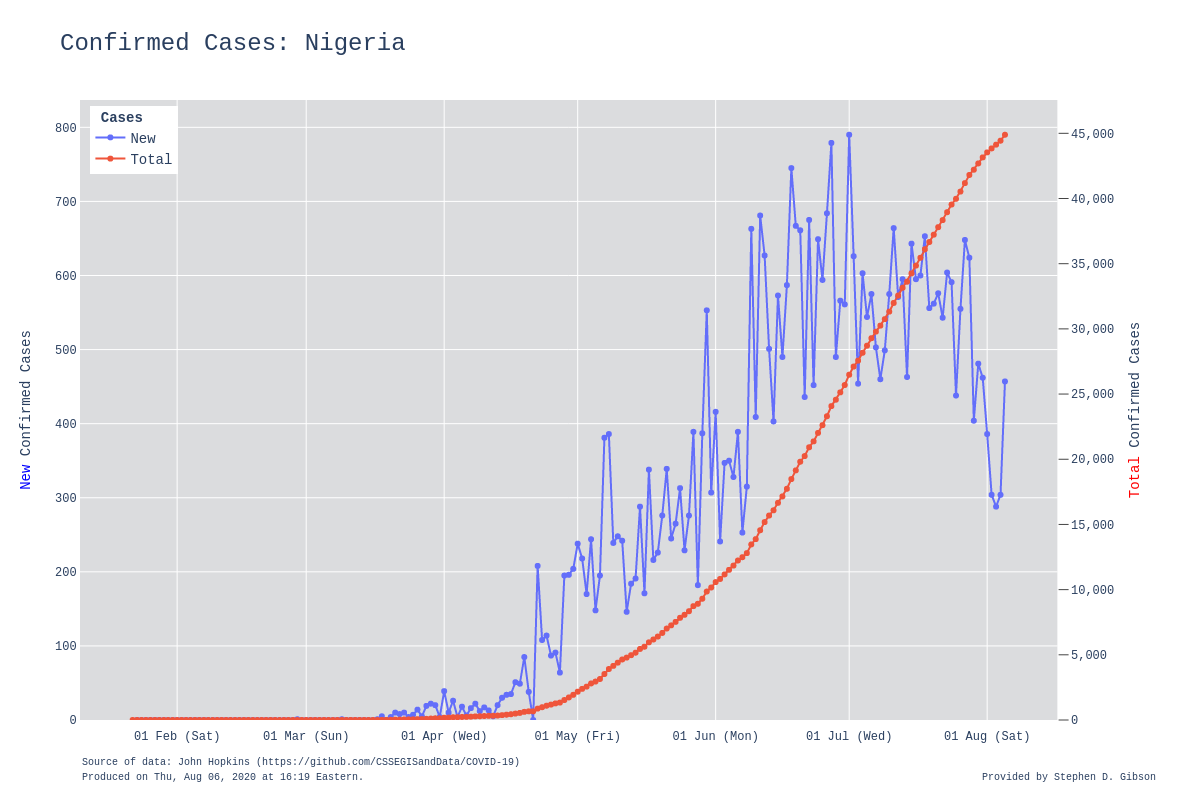 Confirmed Cases: Nigeria
Cases
New
Total
800
700
600
500
400
300
200
100
0
45,000
40,000
35,000
30,000
25,000
20,000
15,000
10,000
5,000
0
New Confirmed Cases
Total Confirmed Cases
01 Feb (Sat)
01 Mar (Sun)
01 Apr (Wed)
01 May (Fri)
01 Jun (Mon)
01 Jul (Wed)
01 Aug (Sat)
Source of data: John Hopkins (https://github.com/CSSEGISandData/COVID-19)
Produced on Thu, Aug 06, 2020 at 16:19 Eastern.
Provided by Stephen D. Gibson